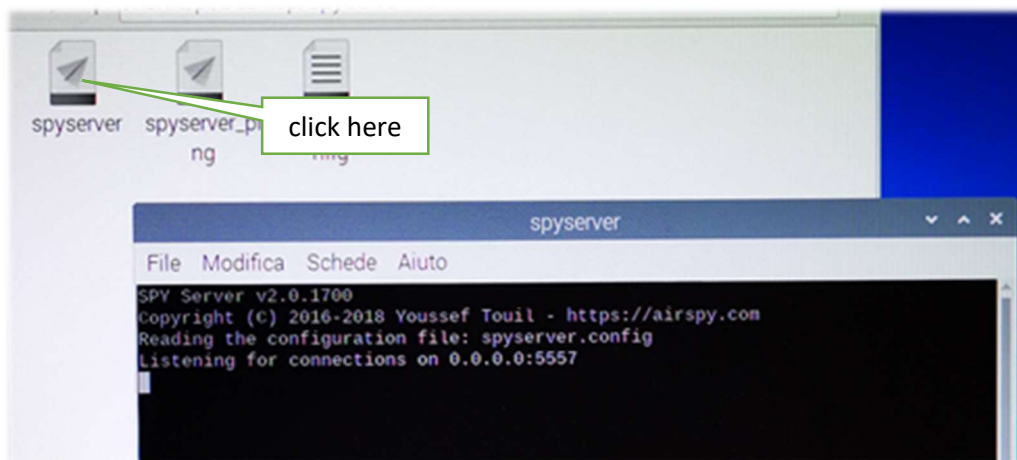 spyserver
spyserver_pi
ng
click here
spyserver
File Modifica Schede Aiuto
SPY Server v2.0.1700
Copyright (C) 2016-2018 Youssef Touil - https://airspy.com
Reading the configuration file: spyserver.config
Listening for connections on 0.0.0.0:5557